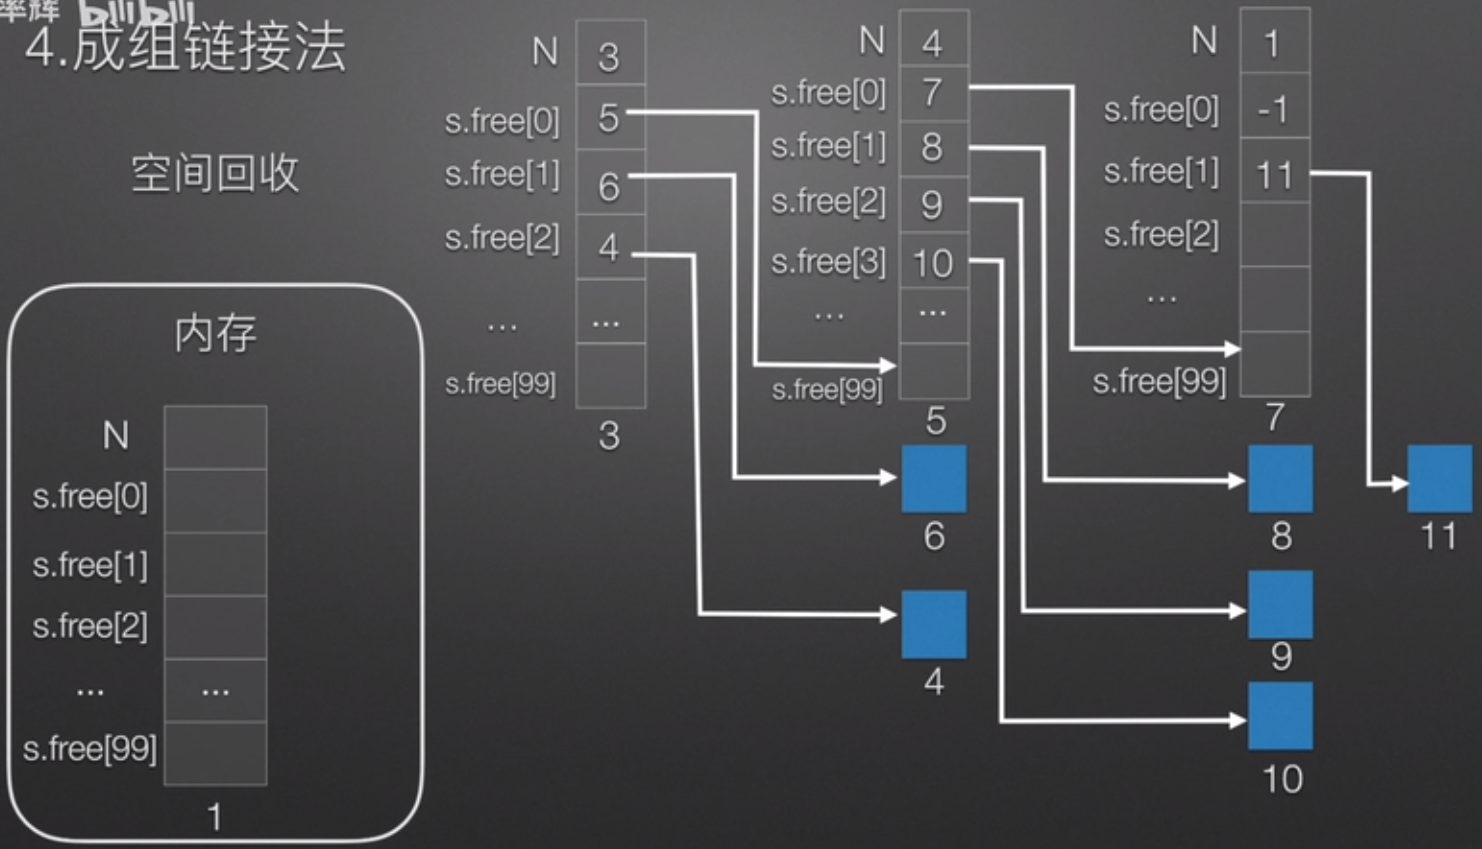 率辉 bilibili
4.成组链接法
空间回收
N 3
s.free[0] 5
s.free[1] 6
s.free[2] 4
... ...
s.free[99]
3
N 4
s.free[0] 7
s.free[1] 8
s.free[2] 9
s.free[3] 10
... ...
s.free[99]
5
6
4
N 1
s.free[0] -1
s.free[1] 11
s.free[2]
...
s.free[99]
7
8
11
9
10
内存
N
s.free[0]
s.free[1]
s.free[2]
... ...
s.free[99]
1